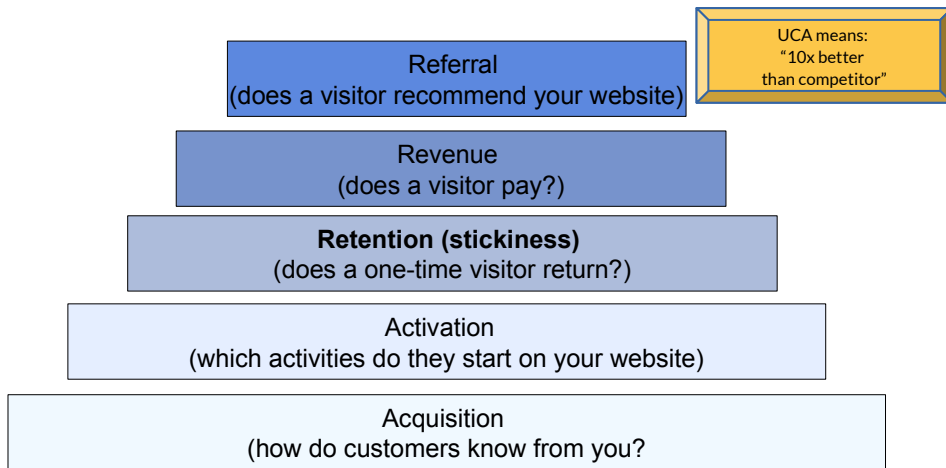 Referral
(does a visitor recommend your website)
UCA means:
“10x better
than competitor”
Revenue
(does a visitor pay?)
Retention (stickiness)
(does a one-time visitor return?)
Activation
(which activities do they start on your website)
Acquisition
(how do customers know from you?